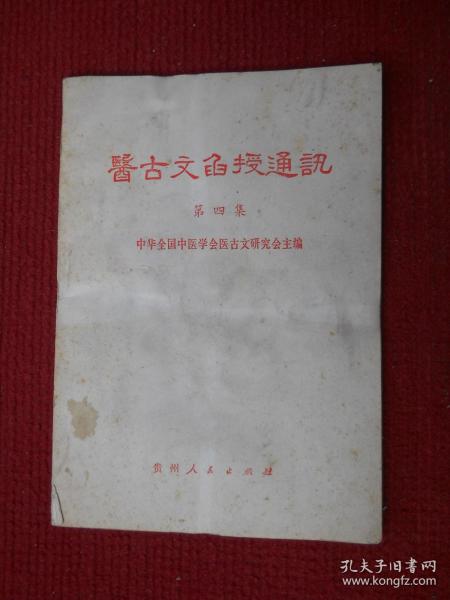 醫古文函授通訊
第四集
中华全国中医学会医古文研究会主编
贵州人民出版社
孔夫子旧书网
www.kongfz.com